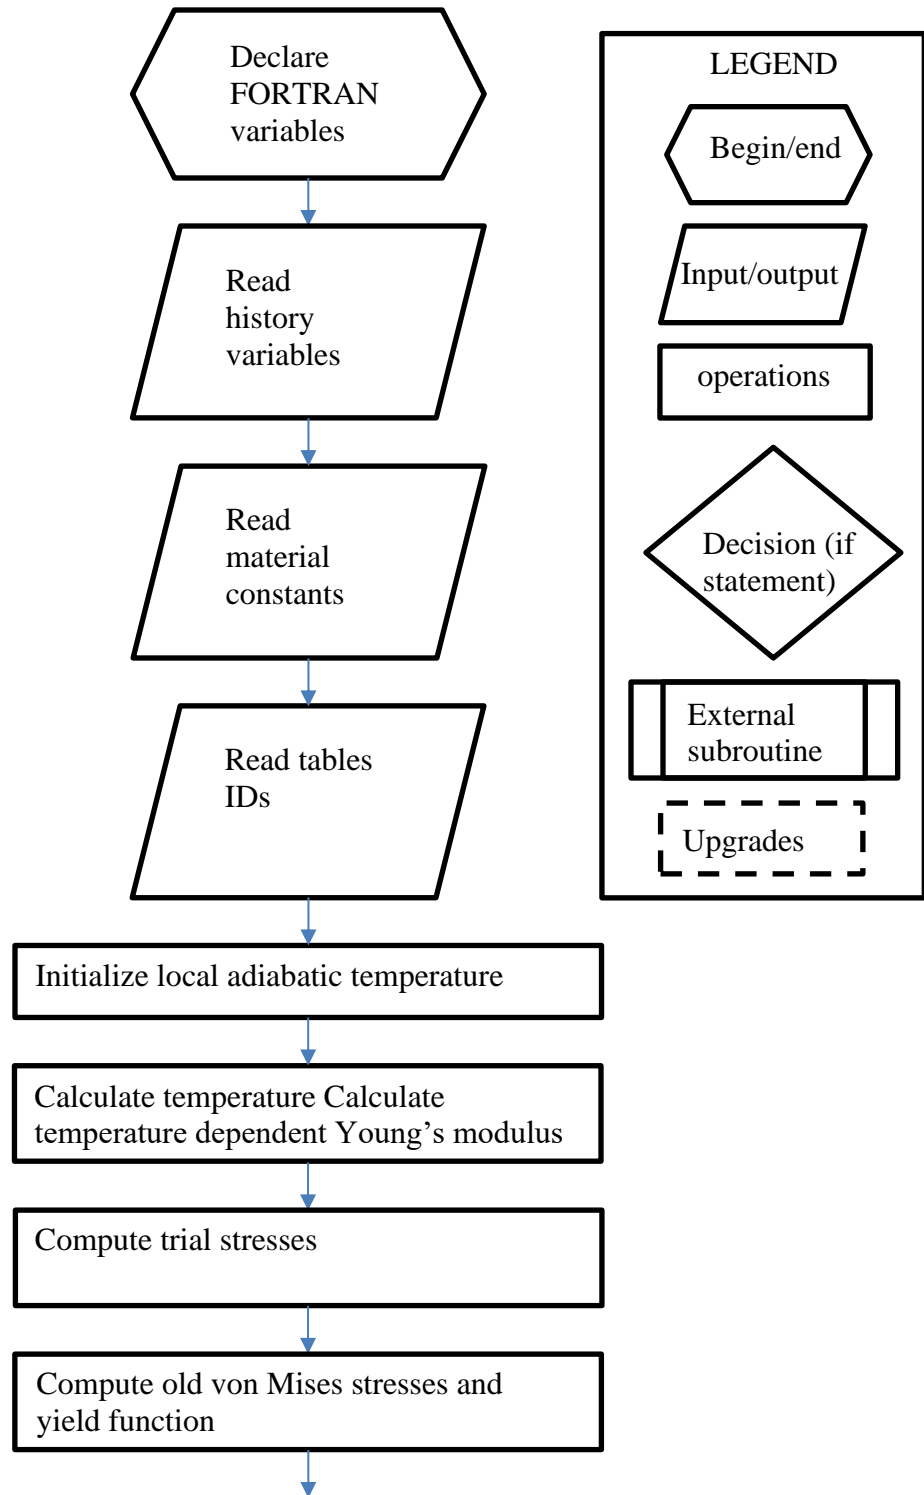 Declare
FORTRAN
variables
Read
history
variables
Read
material
constants
Read tables
IDs
Initialize local adiabatic temperature
Calculate temperature Calculate
temperature dependent Young’s modulus
Compute trial stresses
Compute old von Mises stresses and
yield function
LEGEND
Begin/end
Input/output
operations
Decision (if
statement)
External
subroutine
Upgrades